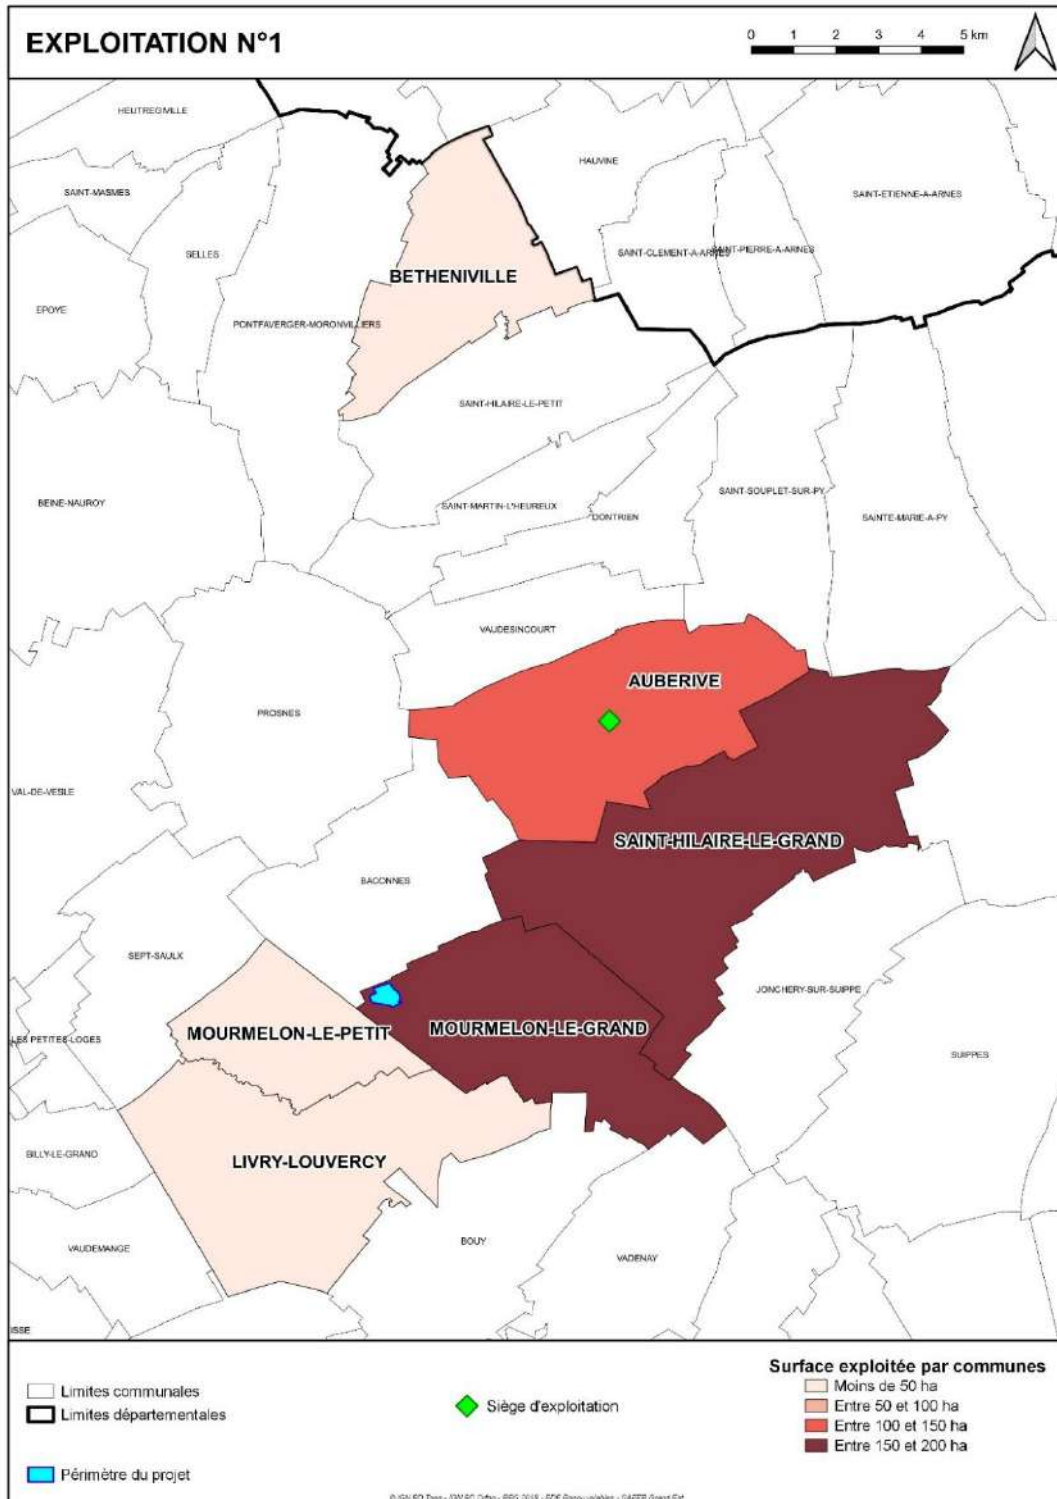 EXPLOITATION N°1
0 1 2 3 4 5 km
HEUTREGIVILLE
HAUVINE
SAINT-MASMES
SAINT-ETIENNE-A-ARNES
SELLES
SAINT-CLEMENT-A-ARNES
SAINT-PIERRE-A-ARNES
BETHENIVILLE
EPOYE
PONTFAVERGER-MORONVILLIERS
SAINT-HILAIRE-LE-PETIT
SAINT-SOUPLET-SUR-PY
BEINE-NAUROY
SAINT-MARTIN-L'HEUREUX
DONTRIEN
SAINTE-MARIE-A-PY
VAUDESINCOURT
AUBERIVE
PROSNES
VAL-DE-VESLE
SAINT-HILAIRE-LE-GRAND
BACONNES
SEPT-SAULX
JONCHERY-SUR-SUIPPE
MOURMELON-LE-PETIT
MOURMELON-LE-GRAND
LES PETITES-LOGES
SUIPPES
BILLY-LE-GRAND
LIVRY-LOUVERCY
VAUDEMANGE
BOUY
VADENAY
ISSE
Limites communales
Limites départementales
Périmètre du projet
Siège d'exploitation
Surface exploitée par communes
Moins de 50 ha
Entre 50 et 100 ha
Entre 100 et 150 ha
Entre 150 et 200 ha